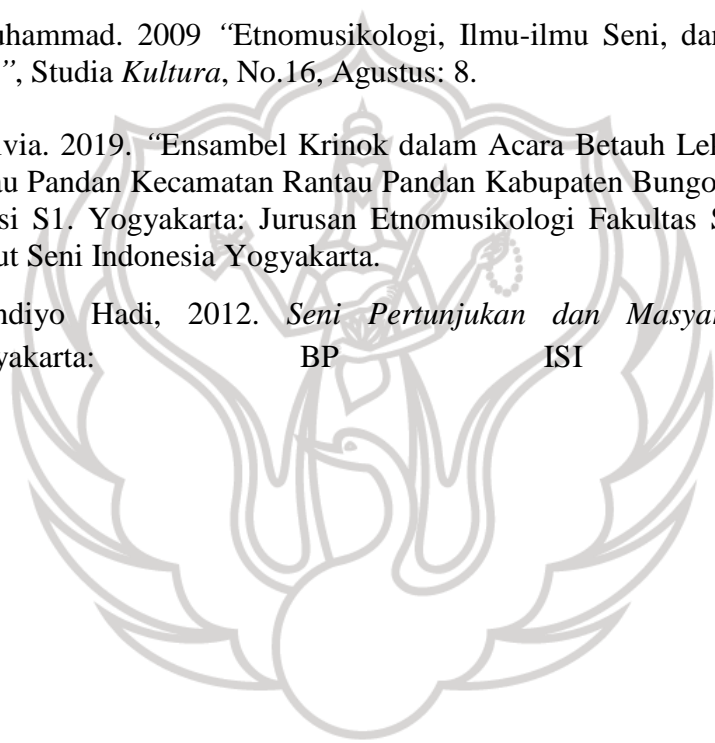 uhammad. 2009 “Etnomusikologi, Ilmu-ilmu Seni, dar
”, Studia Kultura, No.16, Agustus: 8.
via. 2019. “Ensambel Krinok dalam Acara Betauh Lel
au Pandan Kecamatan Rantau Pandan Kabupaten Bungo
si S1. Yogyakarta: Jurusan Etnomusikologi Fakultas S
ut Seni Indonesia Yogyakarta.
ndiyo Hadi, 2012. Seni Pertunjukan dan Masyar
yakarta: BP ISI